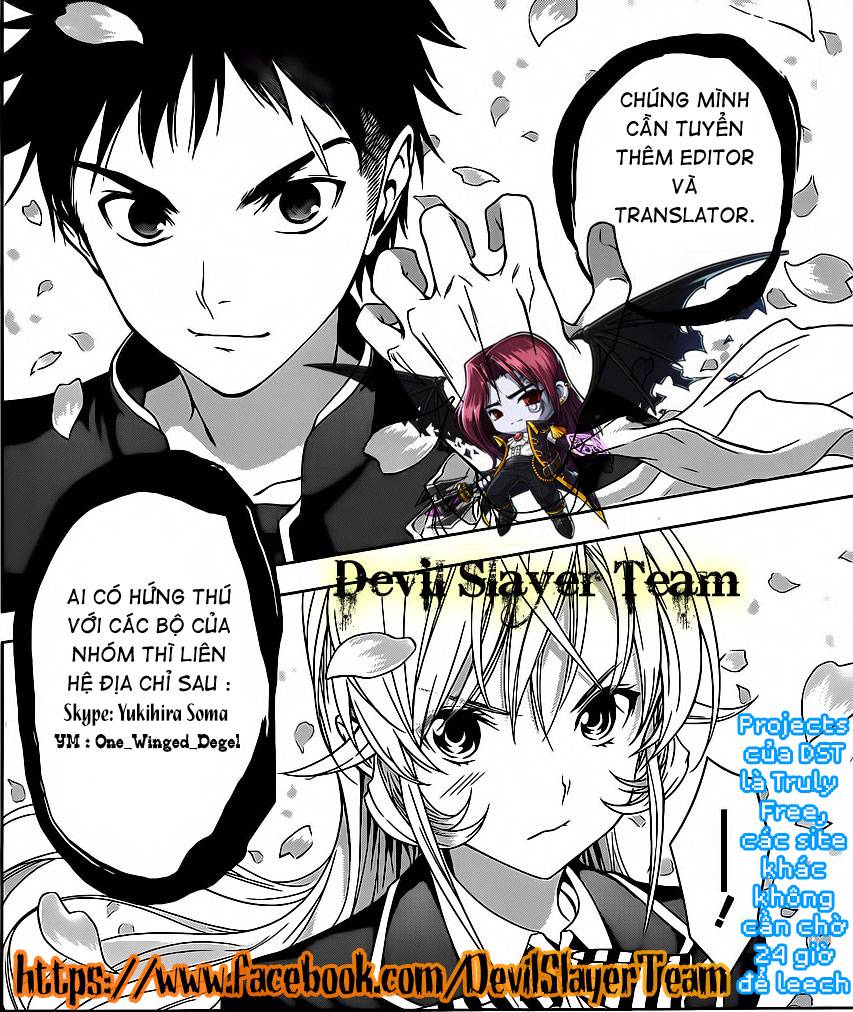 CHÚNG MÌNH
CẦN TUYỂN
THÊM EDITOR
VÀ
TRANSLATOR.
Devil Slayer Team
AI CÓ HỨNG THÚ
VỚI CÁC BỘ CỦA
NHÓM THÌ LIÊN
HỆ ĐỊA CHỈ SAU :
Skype: Yukihira Soma
YM : One_Winged_Degel
Projects
của DST
là Truly
Free,
các site
khác
không
cần chờ
24 giờ
để leech
—!
https://www.facebook.com/DevilSlayerTeam